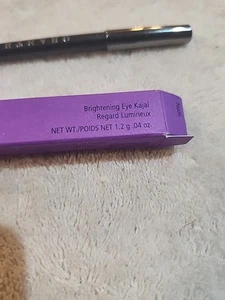 Brightening Eye Kajal
Regard Lumineux
NET WT./POIDS NET 1.2 g .04 oz.